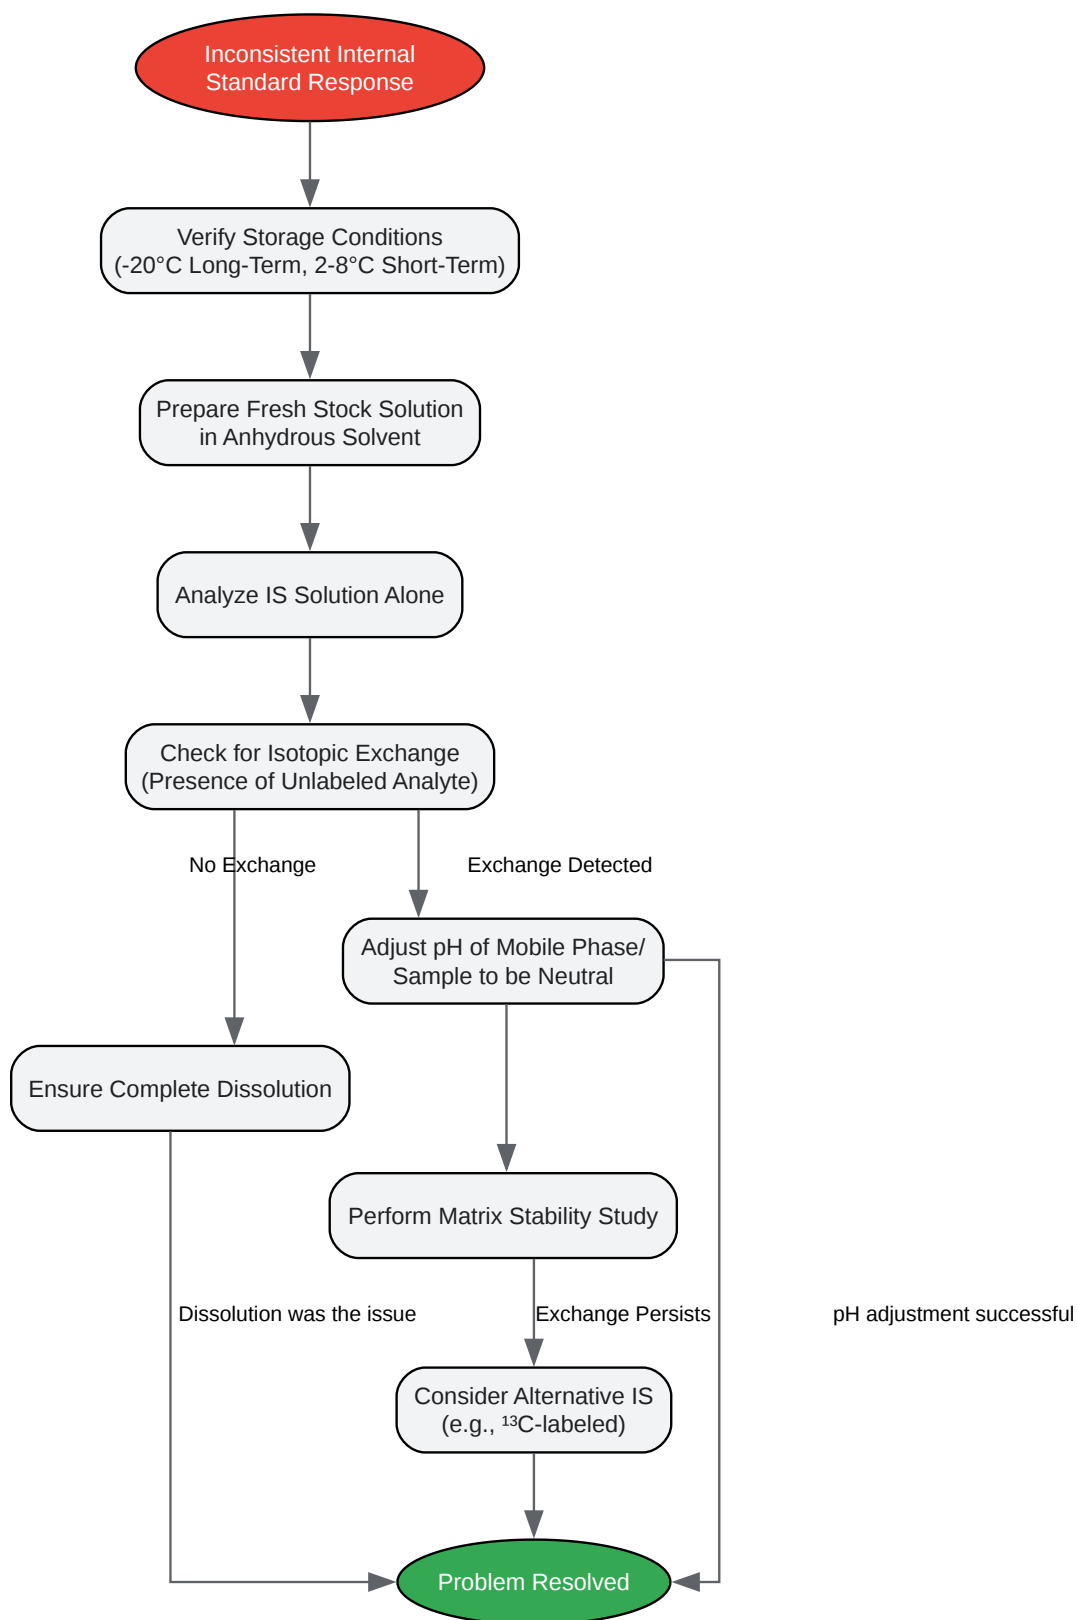 Inconsistent Internal
Standard Response
Verify Storage Conditions
(-20°C Long-Term, 2-8°C Short-Term)
Prepare Fresh Stock Solution
in Anhydrous Solvent
Analyze IS Solution Alone
Check for Isotopic Exchange
(Presence of Unlabeled Analyte)
No Exchange
Exchange Detected
Adjust pH of Mobile Phase/
Sample to be Neutral
Ensure Complete Dissolution
Perform Matrix Stability Study
Dissolution was the issue
Exchange Persists
pH adjustment successful
Consider Alternative IS
(e.g., ¹³C-labeled)
Problem Resolved